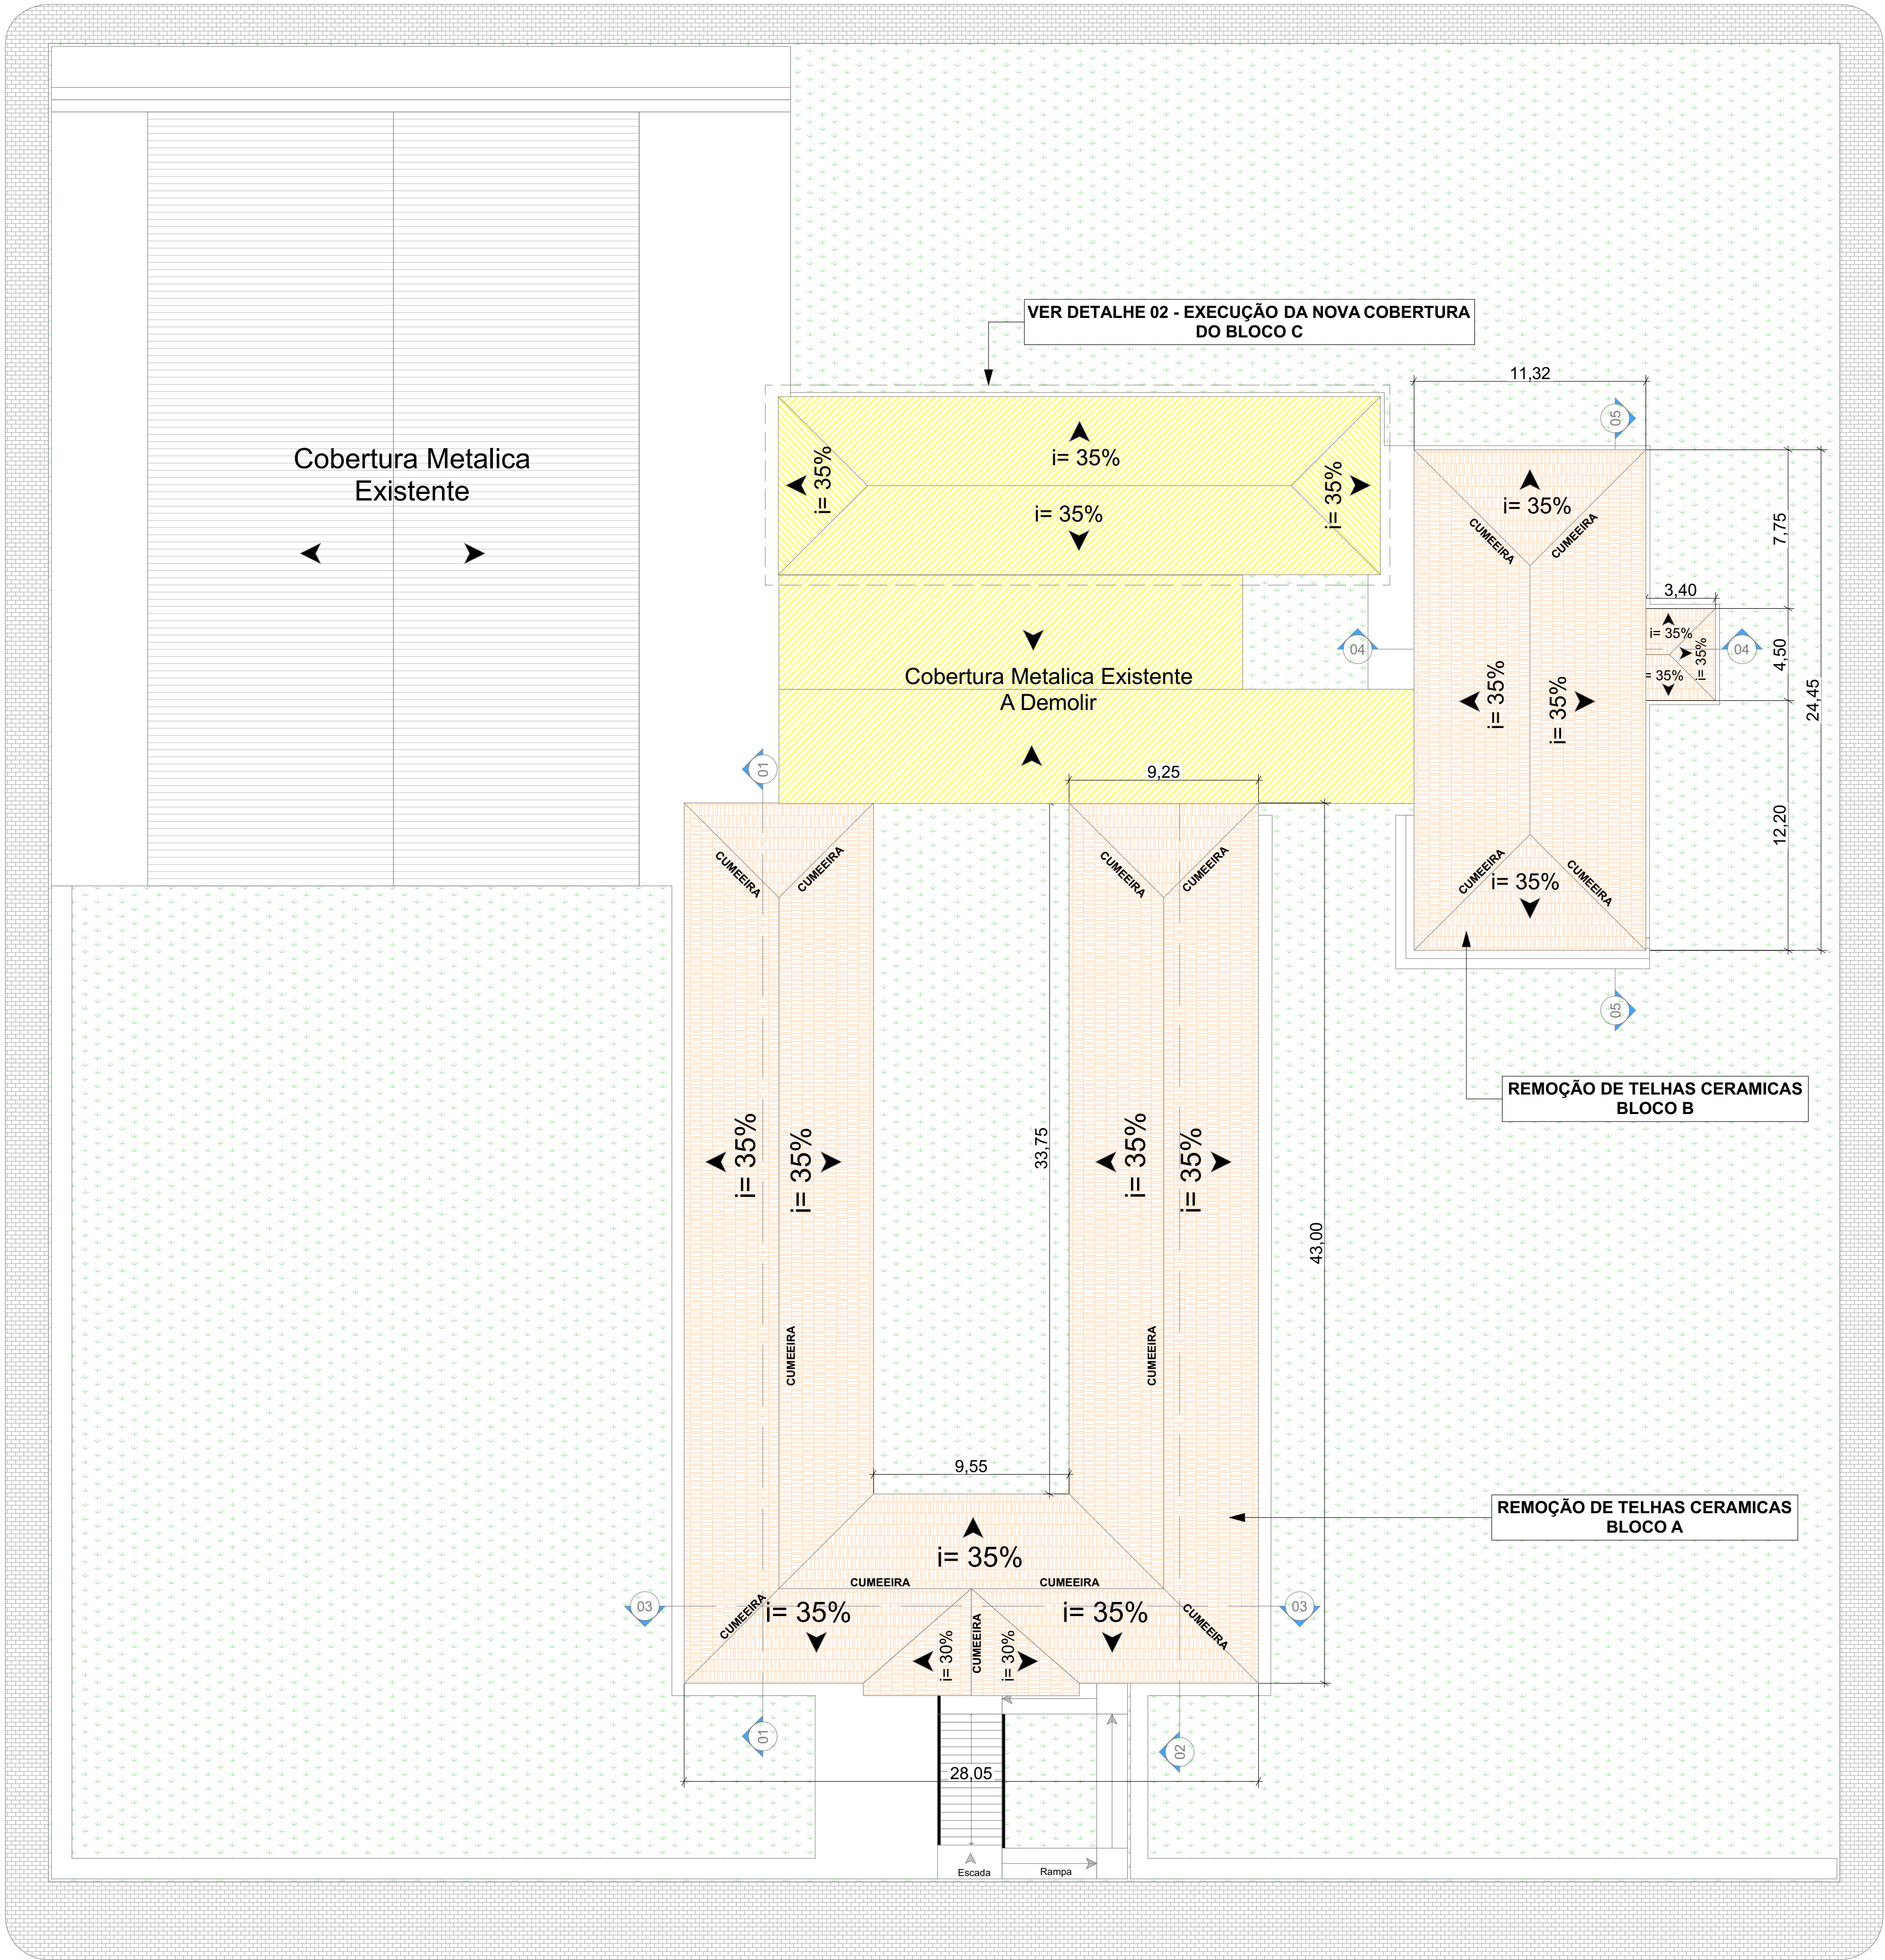 VER DETALHE 02 - EXECUÇÃO DA NOVA COBERTURA
DO BLOCO C
11,32
05
Cobertura Metalica
Existente
i= 35%
i= 35%
i= 35%
i= 35%
i= 35%
CUMEEIRA
CUMEEIRA
7,75
3,40
04
04
i= 35%
i= 35%
= 35%
4,50
24,45
Cobertura Metalica Existente
A Demolir
i= 35%
i= 35%
01
9,25
12,20
CUMEEIRA
CUMEEIRA
CUMEEIRA
CUMEEIRA
CUMEEIRA
CUMEEIRA
i= 35%
05
REMOÇÃO DE TELHAS CERAMICAS
BLOCO B
i= 35%
i= 35%
33,75
i= 35%
i= 35%
43,00
CUMEEIRA
CUMEEIRA
9,55
REMOÇÃO DE TELHAS CERAMICAS
BLOCO A
i= 35%
CUMEEIRA
CUMEEIRA
03
CUMEEIRA
i= 35%
i= 35%
CUMEEIRA
03
i= 30%
CUMEEIRA
i= 30%
01
02
28,05
Escada
Rampa